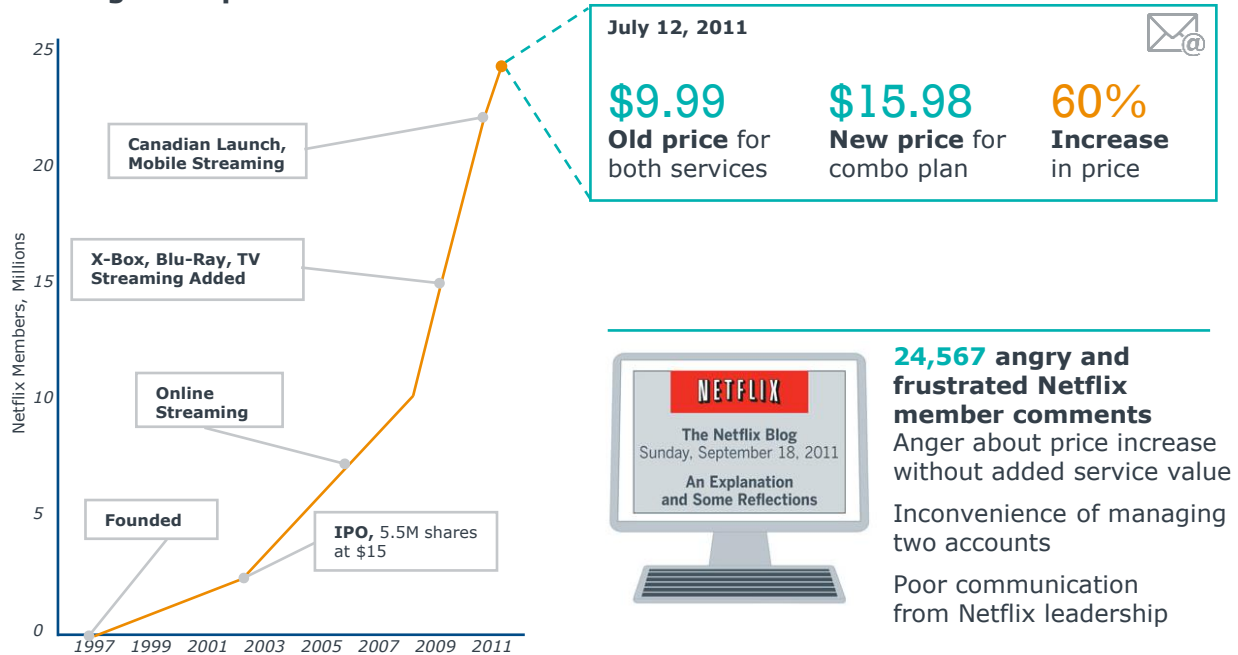 July 12, 2011
$9.99
Old price for
both services
$15.98
New price for
combo plan
60%
Increase
in price
@
Netflix Members, Millions
25
20
15
10
5
0
1997 1999 2001 2003 2005 2007 2009 2011
Canadian Launch,
Mobile Streaming
X-Box, Blu-Ray, TV
Streaming Added
Online
Streaming
Founded
IPO, 5.5M shares
at $15
NETFLIX
The Netflix Blog
Sunday, September 18, 2011
An Explanation
and Some Reflections
24,567 angry and
frustrated Netflix
member comments
Anger about price increase
without added service value
Inconvenience of managing
two accounts
Poor communication
from Netflix leadership